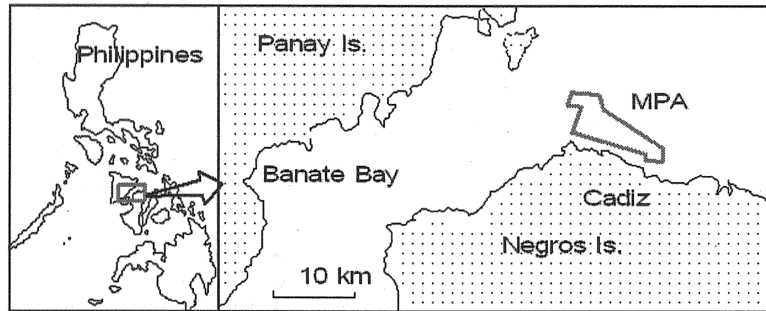 Philippines
Panay Is.
MPA
Banate Bay
Cadiz
Negros Is.
10 km